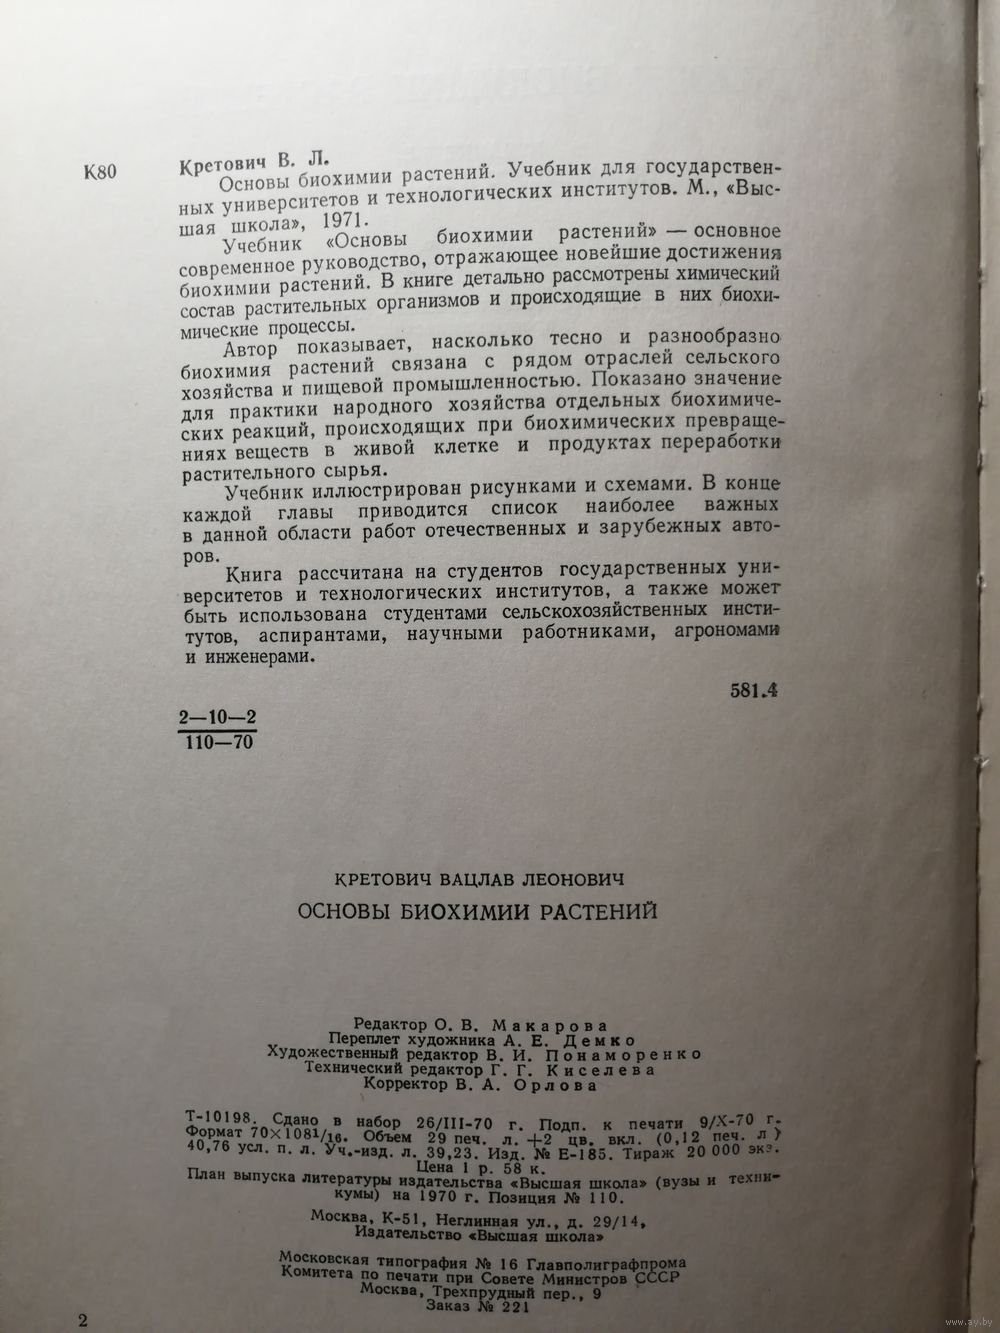 К80
Кретович В. Л.
Основы биохимии растений. Учебник для государствен-
ных университетов и технологических институтов. М., «Выс-
шая школа», 1971.
Учебник «Основы биохимии растений» — основное
современное руководство, отражающее новейшие достижения
биохимии растений. В книге детально рассмотрены химический
состав растительных организмов и происходящие в них биохи-
мические процессы.
Автор показывает, насколько тесно и разнообразно
биохимия растений связана с рядом отраслей сельского
хозяйства и пищевой промышленностью. Показано значение
для практики народного хозяйства отдельных биохимиче-
ских реакций, происходящих при биохимических превраще-
ниях веществ в живой клетке и продуктах переработки
растительного сырья.
Учебник иллюстрирован рисунками и схемами. В конце
каждой главы приводится список наиболее важных
в данной области работ отечественных и зарубежных авто-
ров.
Книга рассчитана на студентов государственных уни-
верситетов и технологических институтов, а также может
быть использована студентами сельскохозяйственных инсти-
тутов, аспирантами, научными работниками, агрономами
и инженерами.
581.4
2—10—2
110—70
КРЕТОВИЧ ВАЦЛАВ ЛЕОНОВИЧ
ОСНОВЫ БИОХИМИИ РАСТЕНИЙ
Редактор О. В. Макарова
Переплет художника А. Е. Демко
Художественный редактор В. И. Понаморенко
Технический редактор Г. Г. Киселева
Корректор В. А. Орлова
Т-10198. Сдано в набор 26/III-70 г. Подп. к печати 9/X-70 г.
Формат 70×108¹/₁₆. Объем 29 печ. л. +2 цв. вкл. (0,12 печ. л )
40,76 усл. п. л. Уч.-изд. л. 39,23. Изд. № Е-185. Тираж 20 000 экз.
Цена 1 р. 58 к.
План выпуска литературы издательства «Высшая школа» (вузы и техни-
кумы) на 1970 г. Позиция № 110.
Москва, К-51, Неглинная ул., д. 29/14,
Издательство «Высшая школа»
Московская типография № 16 Главполиграфпрома
Комитета по печати при Совете Министров СССР
Москва, Трехпрудный пер., 9
Заказ № 221
2
www.ay.by